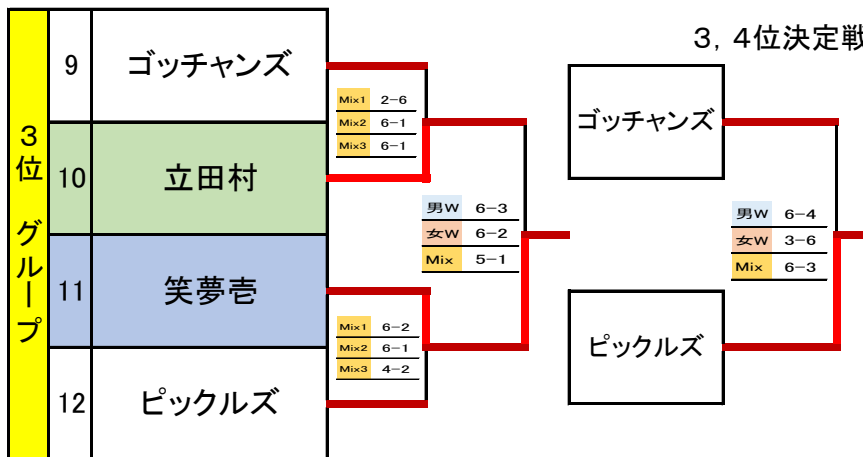 3位 グループ
9 ゴッチャンズ
10 立田村
11 笑夢壱
12 ピックルズ
Mix1 2-6
Mix2 6-1
Mix3 6-1
Mix1 6-2
Mix2 6-1
Mix3 4-2
男W 6-3
女W 6-2
Mix 5-1
3，4位決定戦
ゴッチャンズ
ピックルズ
男W 6-4
女W 3-6
Mix 6-3